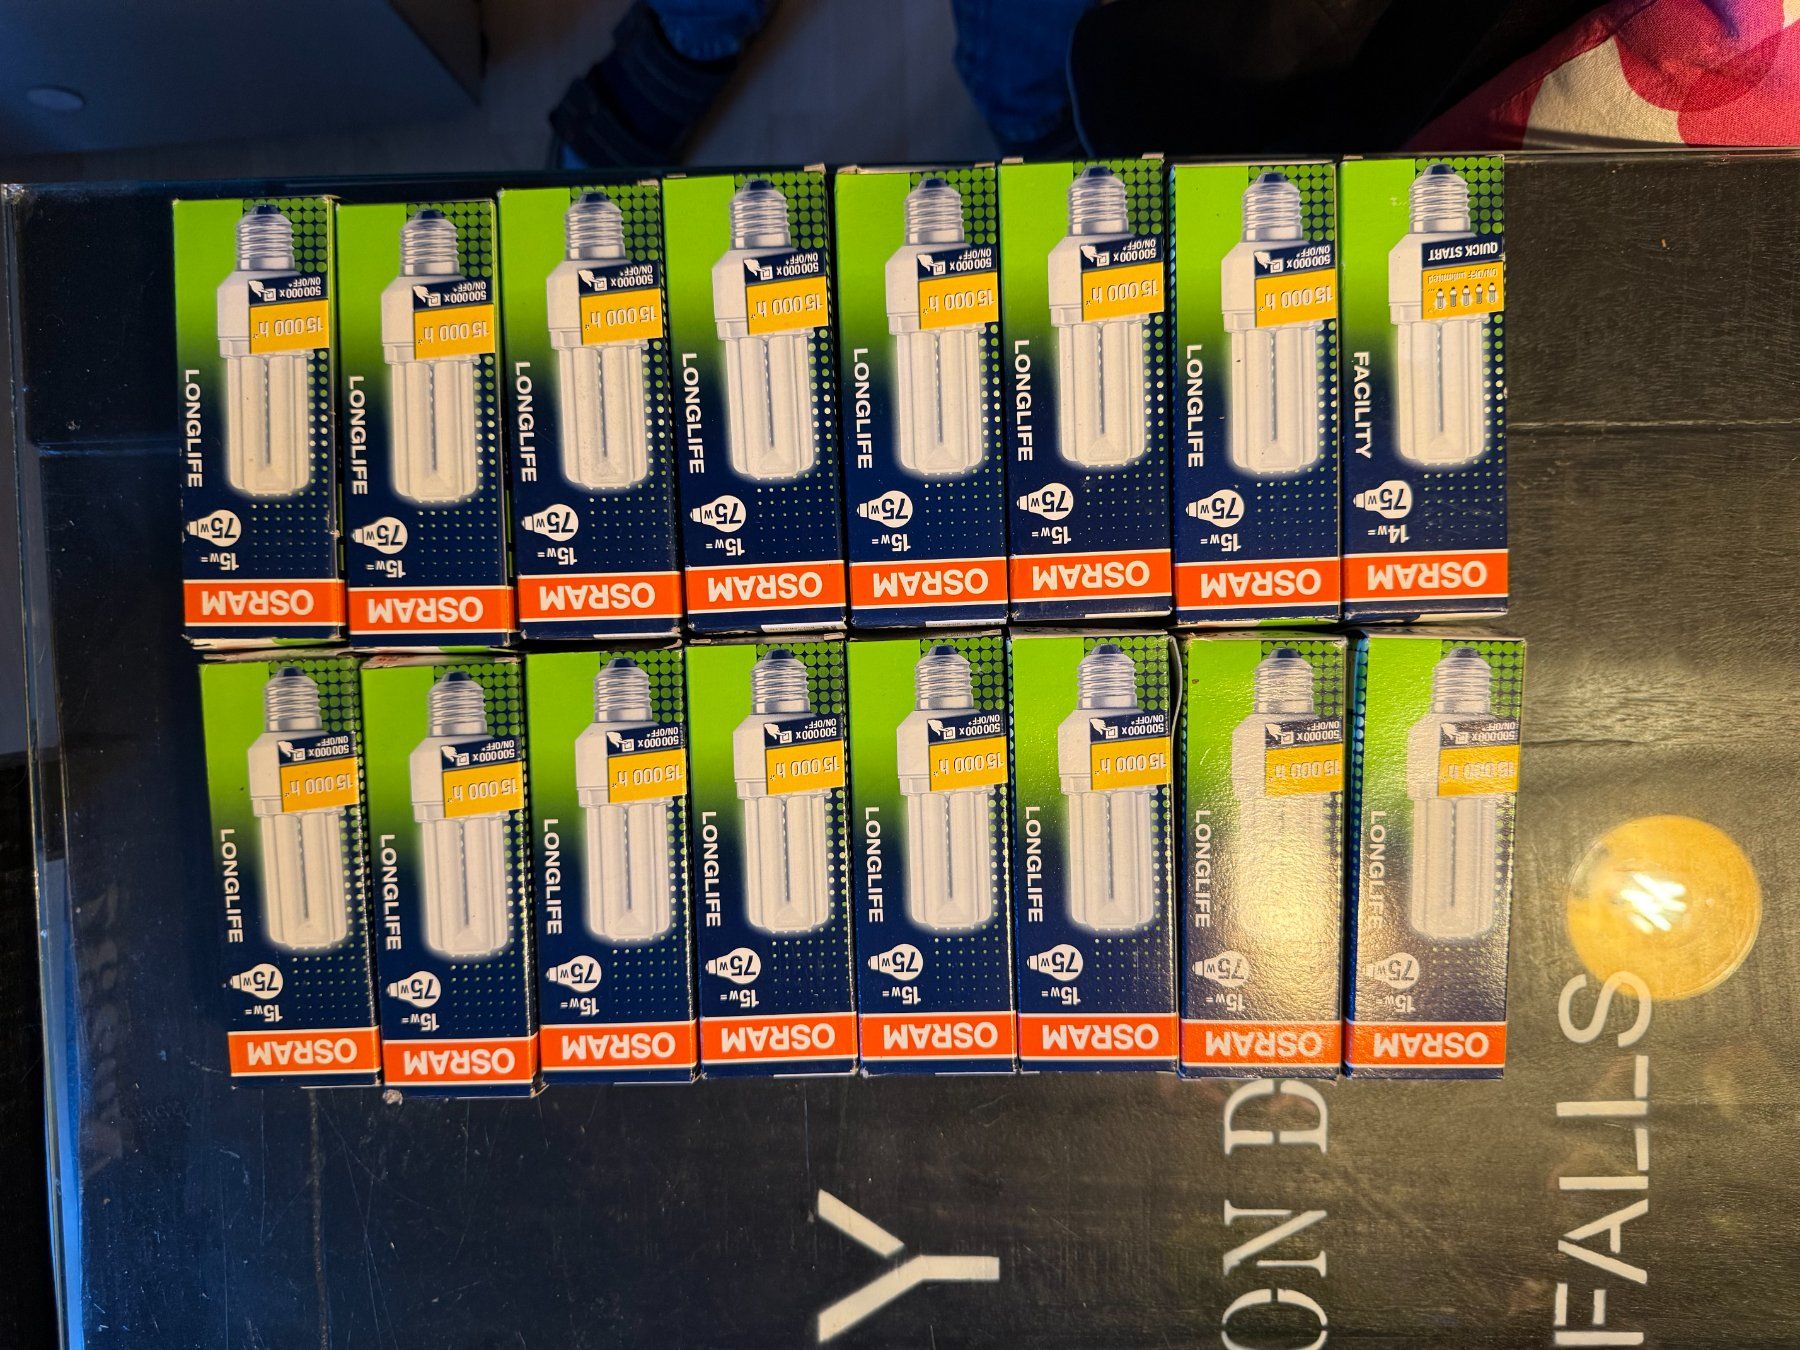 500 000 x
ON/OFF*
15 000 h
LONGLIFE
75W
15W=
OSRAM
500 000 x
ON/OFF*
15 000 h
LONGLIFE
75W
15W=
OSRAM
500 000 x
ON/OFF*
15 000 h
LONGLIFE
75W
15W=
OSRAM
500 000 x
ON/OFF*
15 000 h
LONGLIFE
75W
15W=
OSRAM
500 000 x
ON/OFF*
15 000 h
LONGLIFE
75W
15W=
OSRAM
500 000 x
ON/OFF*
15 000 h
LONGLIFE
75W
15W=
OSRAM
500 000 x
ON/OFF*
15 000 h
LONGLIFE
75W
15W=
OSRAM
QUICK START
ON/OFF: unlimited
FACILITY
75W
14W=
OSRAM
500 000 x
ON/OFF*
15 000 h
LONGLIFE
75W
15W=
OSRAM
500 000 x
ON/OFF*
15 000 h
LONGLIFE
75W
15W=
OSRAM
500 000 x
ON/OFF*
15 000 h
LONGLIFE
75W
15W=
OSRAM
500 000 x
ON/OFF*
15 000 h
LONGLIFE
75W
15W=
OSRAM
500 000 x
ON/OFF*
15 000 h
LONGLIFE
75W
15W=
OSRAM
500 000 x
ON/OFF*
15 000 h
LONGLIFE
75W
15W=
OSRAM
500 000 x
ON/OFF*
15 000 h
LONGLIFE
75W
15W=
OSRAM
500 000 x
ON/OFF*
15 000 h
LONGLIFE
75W
15W=
OSRAM
Y
ON D
FALLS